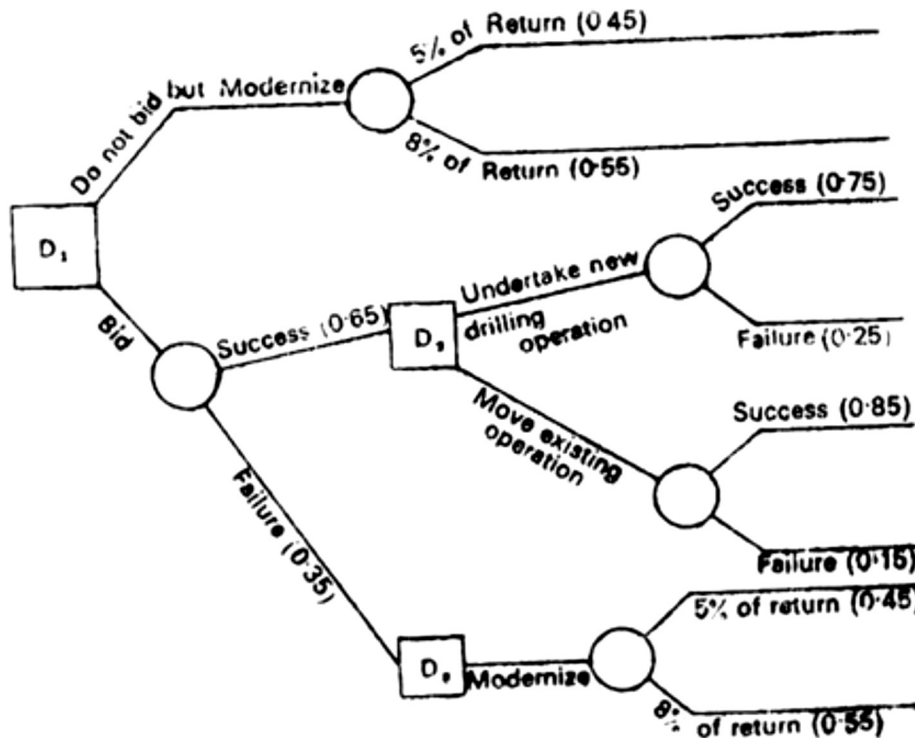 Do not bid but Modernize
5% of Return (0·45)
8% of Return (0·55)
D₁
Bid
Success (0·65)
Failure (0·35)
D
Undertake new
drilling operation
Success (0·75)
Failure (0·25)
Move existing
operation
Success (0·85)
Failure (0·15)
D
Modernize
5% of return (0·45)
8% of return (0·55)